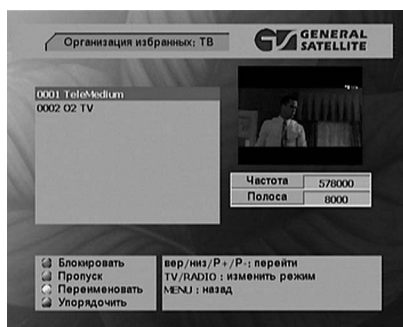 Организация избранных: ТВ
GENERAL
SATELLITE
0001 TeleMedium
0002 O2 TV
Частота 578000
Полоса 8000
Блокировать
Пропуск
Переименовать
Упорядочить
вер/низ/P+/P-: перейти
TV/RADIO : изменить режим
MENU : назад